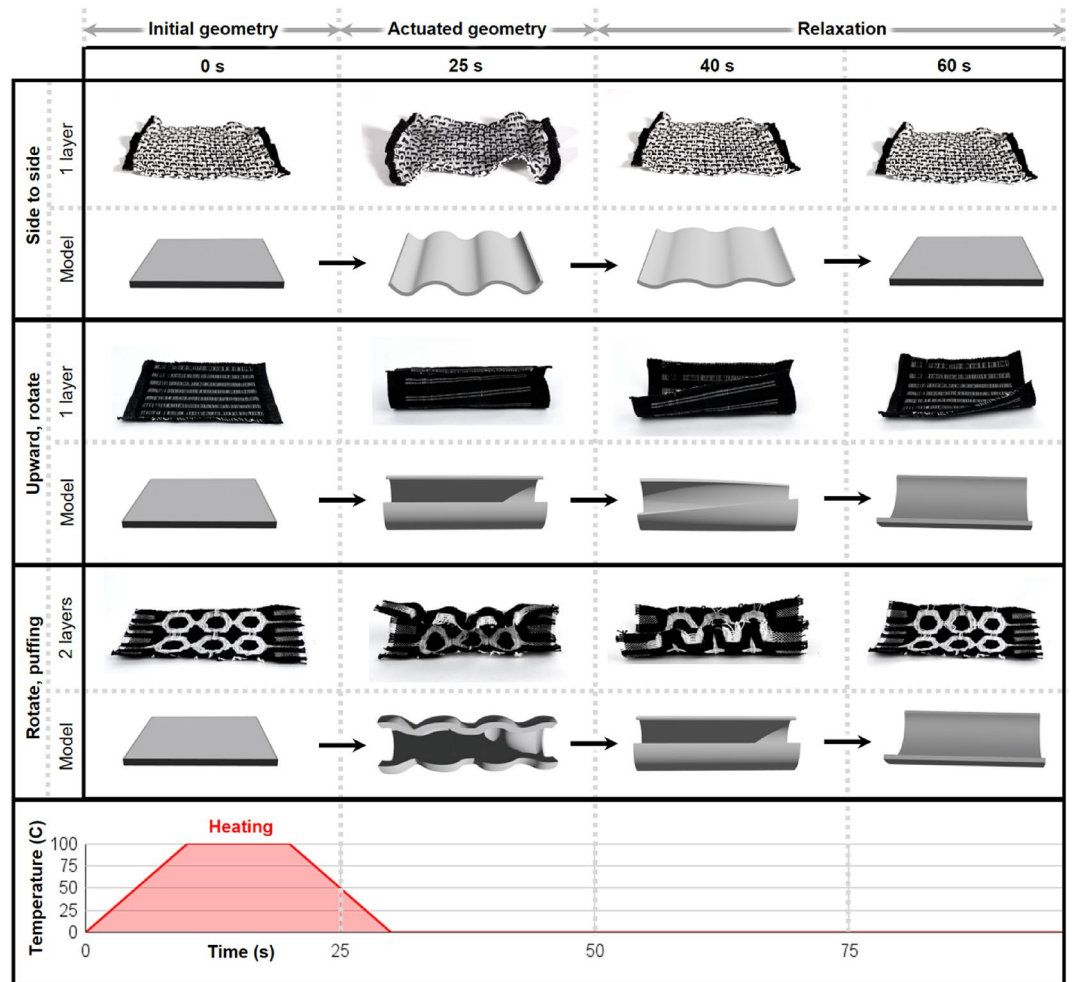 Initial geometry Actuated geometry Relaxation
0 s 25 s 40 s 60 s
Side to side
1 layer
Model
Upward, rotate
1 layer
Model
Rotate, puffing
2 layers
Model
Temperature (C)
Heating
100
75
50
25
0
0 25 50 75
Time (s)